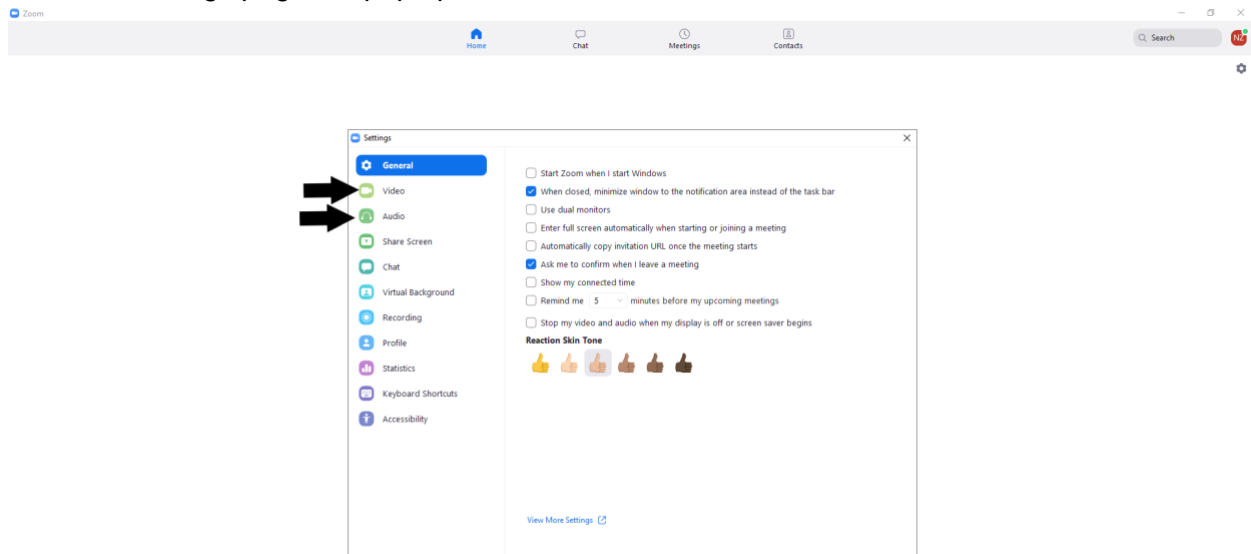 Zoom
Home
Chat
Meetings
Contacts
Search
NZ
Settings
General
Video
Audio
Share Screen
Chat
Virtual Background
Recording
Profile
Statistics
Keyboard Shortcuts
Accessibility
Start Zoom when I start Windows
When closed, minimize window to the notification area instead of the task bar
Use dual monitors
Enter full screen automatically when starting or joining a meeting
Automatically copy invitation URL once the meeting starts
Ask me to confirm when I leave a meeting
Show my connected time
Remind me 5 minutes before my upcoming meetings
Stop my video and audio when my display is off or screen saver begins
Reaction Skin Tone
View More Settings